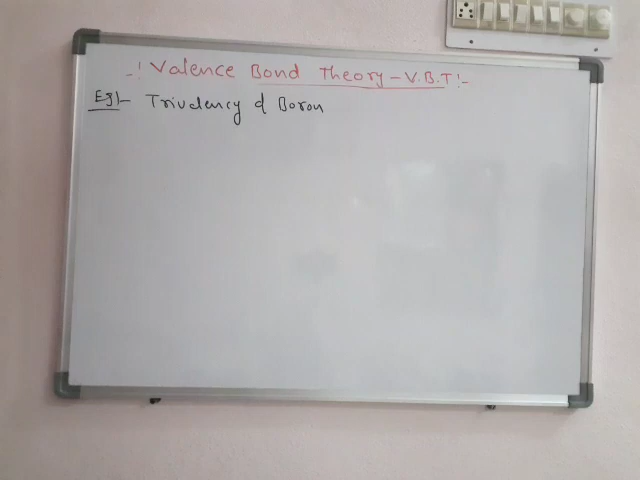 -! Valence Bond Theory - V.B.T !-
Eg!- Trivalency of Boron